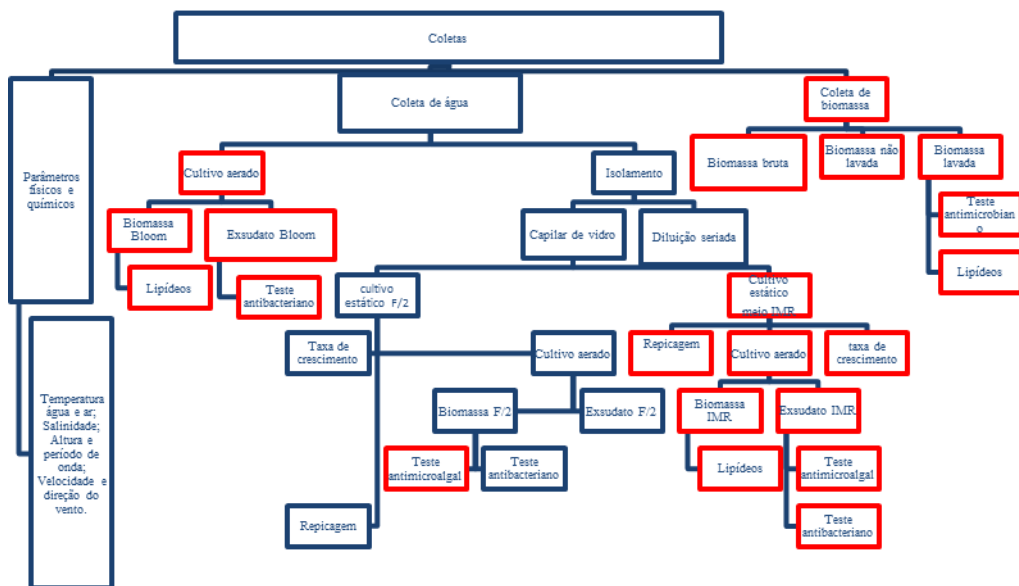 Coletas
Parâmetros
físicos e
químicos
Temperatura
água e ar;
Salinidade;
Altura e
período de
onda;
Velocidade e
direção do
vento.
Coleta de água
Cultivo aerado
Biomassa
Bloom
Lipídeos
Exsudato Bloom
Teste
antibacteriano
Isolamento
Capilar de vidro
Diluição seriada
cultivo
estático F/2
Taxa de
crescimento
Cultivo aerado
Biomassa F/2
Exsudato F/2
Teste
antimicroalgal
Teste
antibacteriano
Repicagem
Cultivo
estático
meio IMR
Repicagem
Cultivo aerado
taxa de
crescimento
Biomassa
IMR
Exsudato IMR
Lipídeos
Teste
antimicroalgal
Teste
antibacteriano
Coleta de
biomassa
Biomassa bruta
Biomassa não
lavada
Biomassa
lavada
Teste
antimicrobian
o
Lipídeos